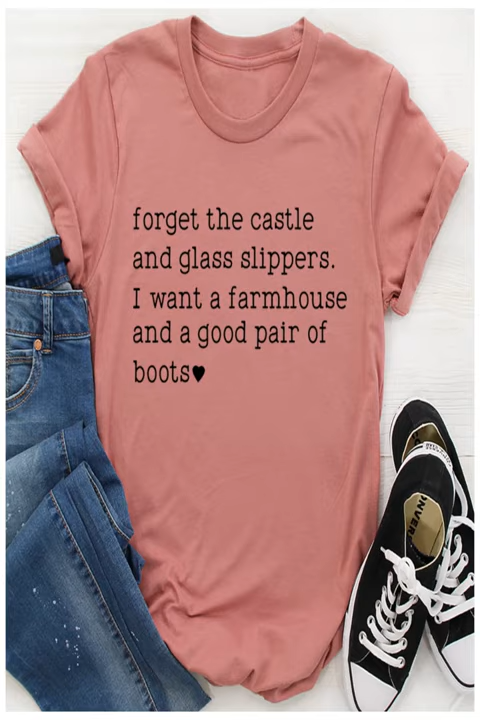 forget the castle
and glass slippers.
I want a farmhouse
and a good pair of
boots♥